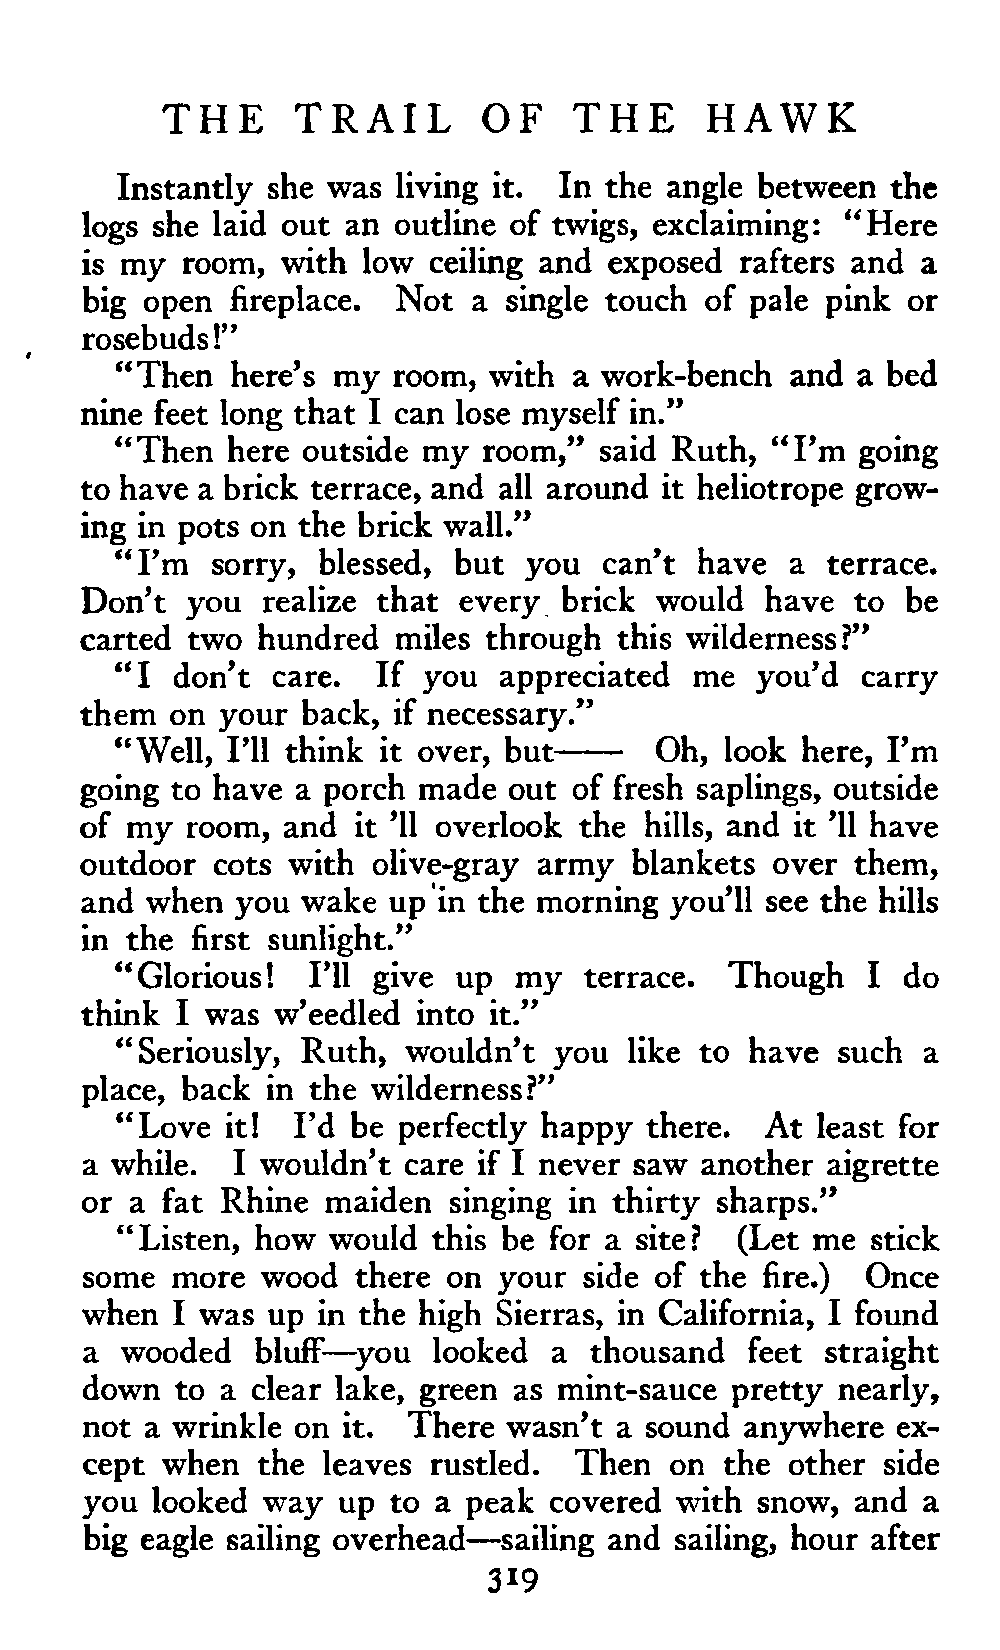 THE TRAIL OF THE HAWK
Instantly she was living it. In the angle between the
logs she laid out an outline of twigs, exclaiming: "Here
is my room, with low ceiling and exposed rafters and a
big open fireplace. Not a single touch of pale pink or
rosebuds!"
"Then here's my room, with a work-bench and a bed
nine feet long that I can lose myself in."
"Then here outside my room," said Ruth, "I'm going
to have a brick terrace, and all around it heliotrope grow-
ing in pots on the brick wall."
"I'm sorry, blessed, but you can't have a terrace.
Don't you realize that every brick would have to be
carted two hundred miles through this wilderness?"
"I don't care. If you appreciated me you'd carry
them on your back, if necessary."
"Well, I'll think it over, but—— Oh, look here, I'm
going to have a porch made out of fresh saplings, outside
of my room, and it 'll overlook the hills, and it 'll have
outdoor cots with olive-gray army blankets over them,
and when you wake up in the morning you'll see the hills
in the first sunlight."
"Glorious! I'll give up my terrace. Though I do
think I was w'eedled into it."
"Seriously, Ruth, wouldn't you like to have such a
place, back in the wilderness?"
"Love it! I'd be perfectly happy there. At least for
a while. I wouldn't care if I never saw another aigrette
or a fat Rhine maiden singing in thirty sharps."
"Listen, how would this be for a site? (Let me stick
some more wood there on your side of the fire.) Once
when I was up in the high Sierras, in California, I found
a wooded bluff—you looked a thousand feet straight
down to a clear lake, green as mint-sauce pretty nearly,
not a wrinkle on it. There wasn't a sound anywhere ex-
cept when the leaves rustled. Then on the other side
you looked way up to a peak covered with snow, and a
big eagle sailing overhead—sailing and sailing, hour after
319